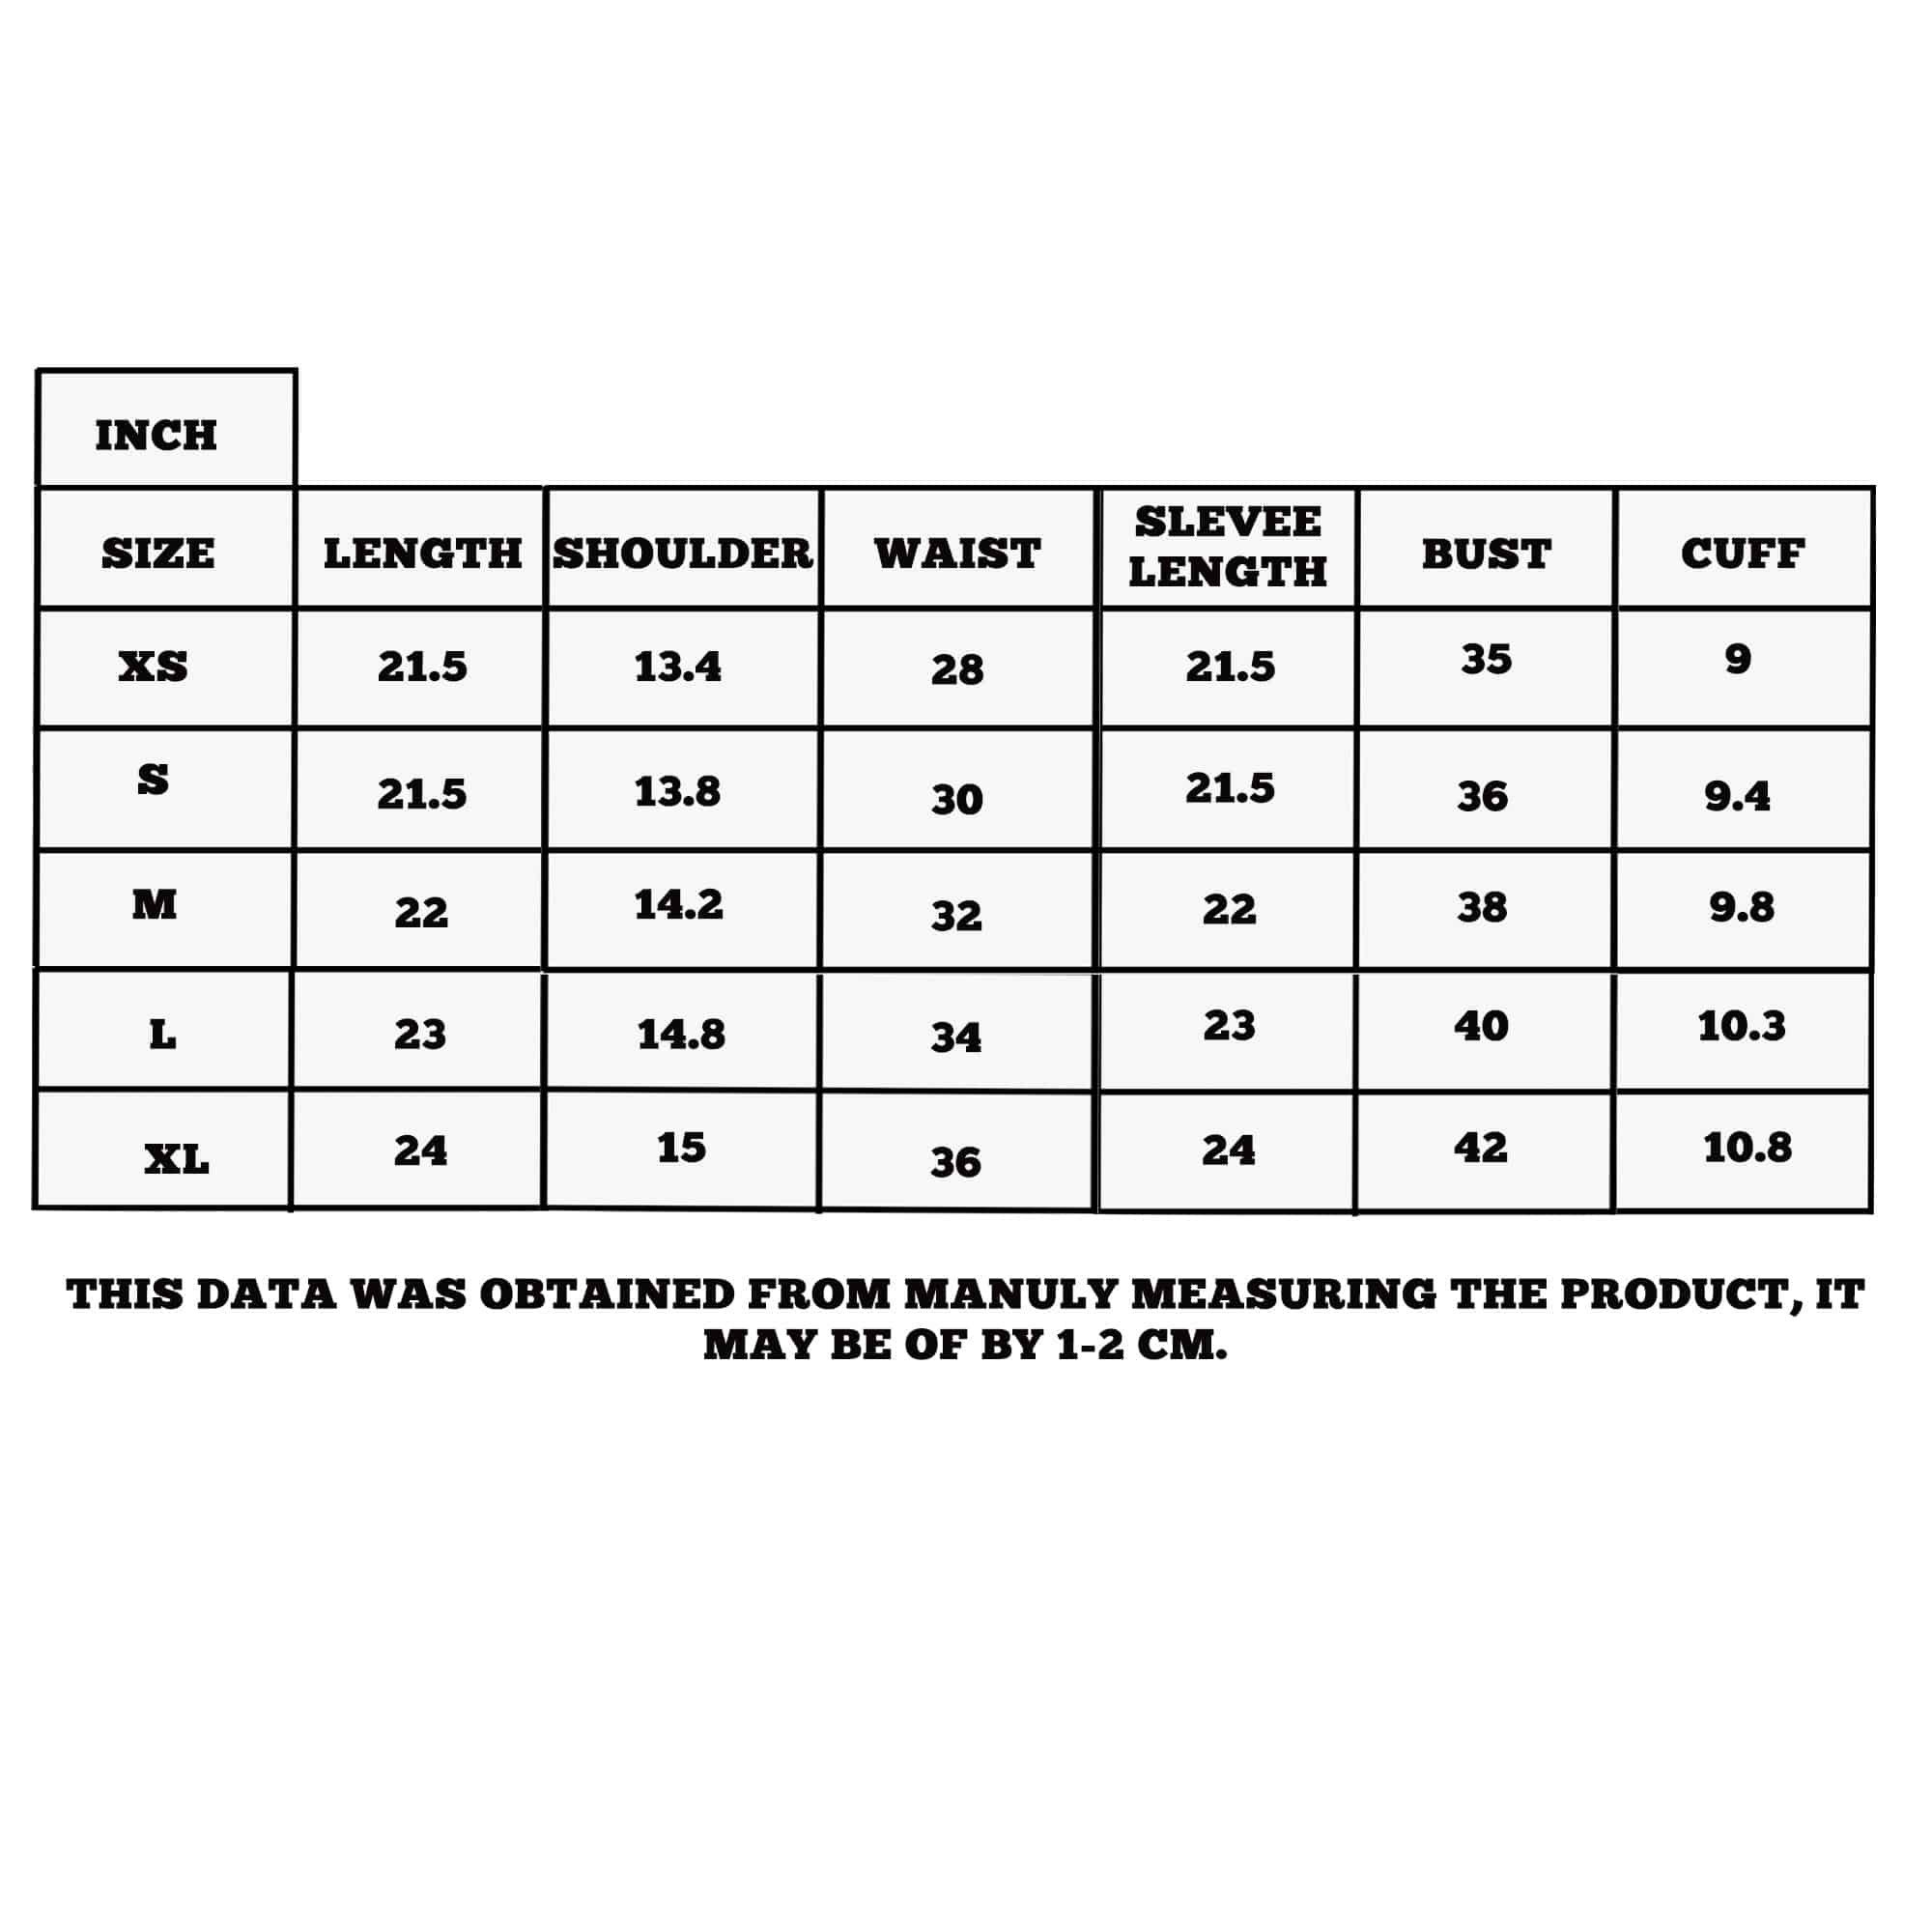 INCH
SIZE LENGTH SHOULDER WAIST SLEVEE LENGTH BUST CUFF
XS 21.5 13.4 28 21.5 35 9
S 21.5 13.8 30 21.5 36 9.4
M 22 14.2 32 22 38 9.8
L 23 14.8 34 23 40 10.3
XL 24 15 36 24 42 10.8
THIS DATA WAS OBTAINED FROM MANULY MEASURING THE PRODUCT, IT
MAY BE OF BY 1-2 CM.